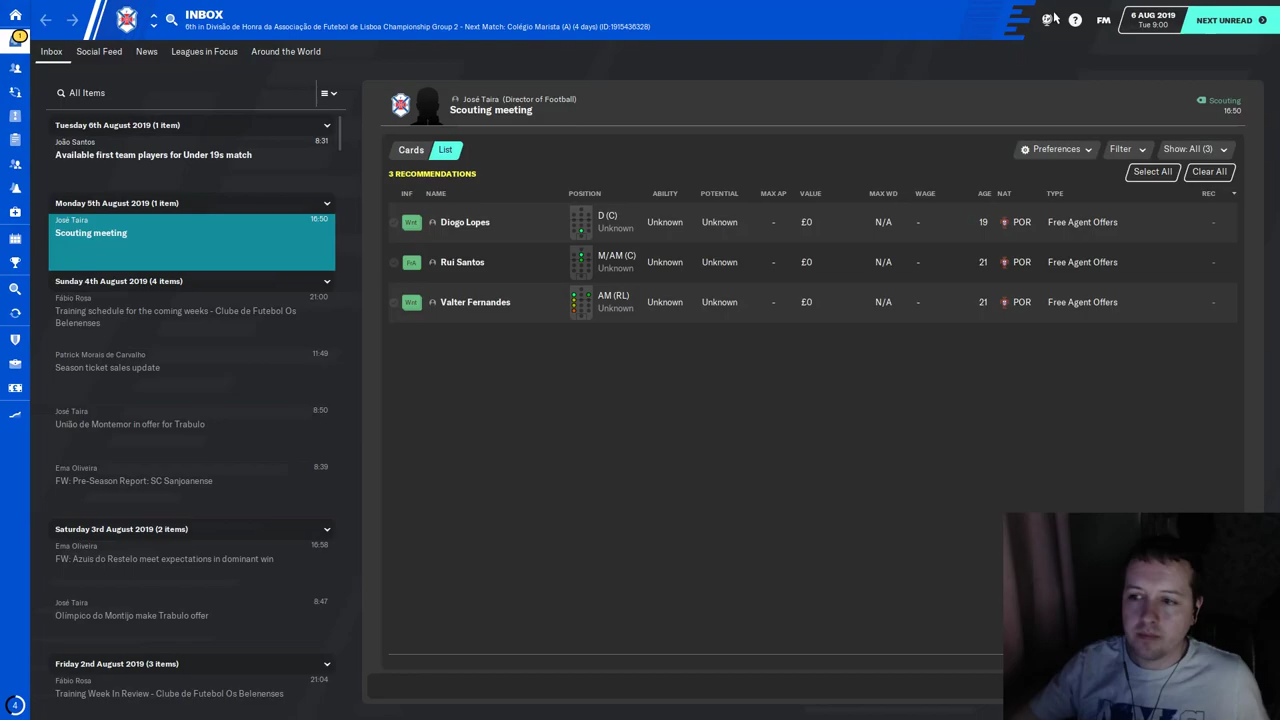 INBOX
6th in Divisão de Honra da Associação de Futebol de Lisboa Championship Group 2 - Next Match: Colégio Marista (A) (4 days) (ID:1915436328)
? FM
6 AUG 2019
Tue 9:00
NEXT UNREAD
1
Inbox Social Feed News Leagues in Focus Around the World
All Items
Tuesday 6th August 2019 (1 item)
João Santos 8:31
Available first team players for Under 19s match
Monday 5th August 2019 (1 item)
José Taira 16:50
Scouting meeting
Sunday 4th August 2019 (4 items)
Fábio Rosa 21:00
Training schedule for the coming weeks - Clube de Futebol Os
Belenenses
Patrick Morais de Carvalho 11:49
Season ticket sales update
José Taira 8:50
União de Montemor in offer for Trabulo
Ema Oliveira 8:39
FW: Pre-Season Report: SC Sanjoanense
Saturday 3rd August 2019 (2 items)
Ema Oliveira 16:58
FW: Azuis do Restelo meet expectations in dominant win
José Taira 8:47
Olímpico do Montijo make Trabulo offer
Friday 2nd August 2019 (3 items)
Fábio Rosa 21:04
Training Week In Review - Clube de Futebol Os Belenenses
4
José Taira (Director of Football)
Scouting meeting
Scouting
16:50
Cards List
Preferences Filter Show: All (3)
3 RECOMMENDATIONS
Select All Clear All
INF NAME POSITION ABILITY POTENTIAL MAX AP VALUE MAX WD WAGE AGE NAT TYPE REC
Wnt Diogo Lopes D (C) Unknown Unknown Unknown - £0 N/A - 19 POR Free Agent Offers -
FrA Rui Santos M/AM (C) Unknown Unknown Unknown - £0 N/A - 21 POR Free Agent Offers -
Wnt Valter Fernandes AM (RL) Unknown Unknown Unknown - £0 N/A - 21 POR Free Agent Offers -